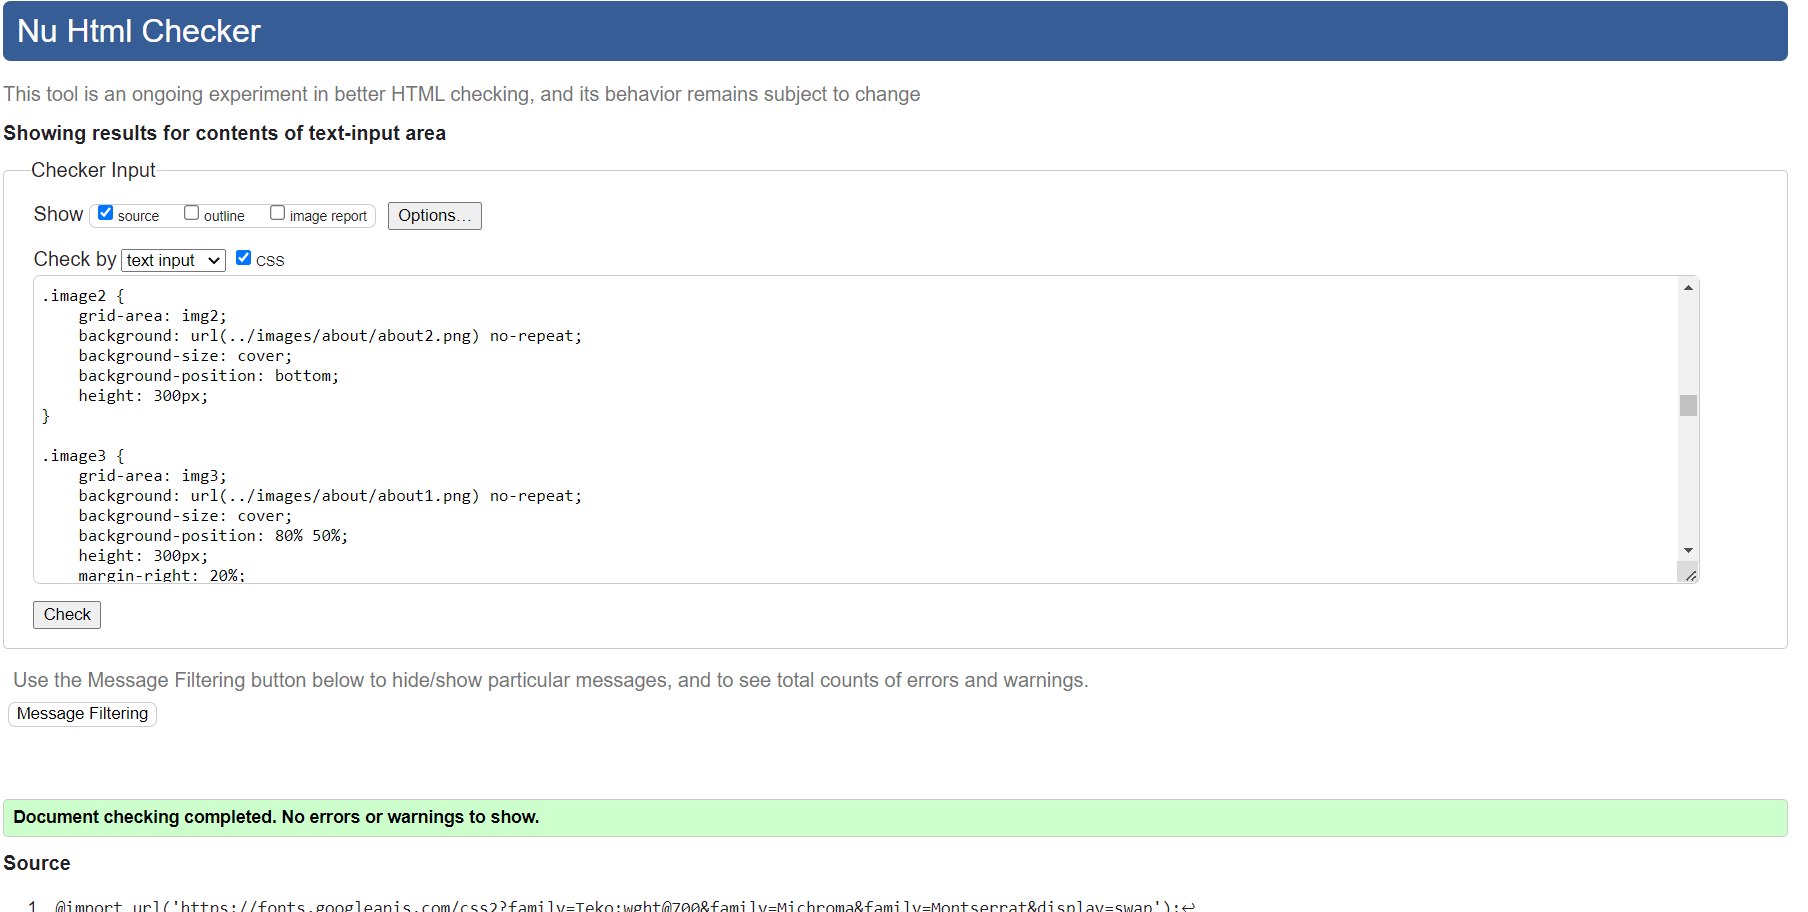 Nu Html Checker
This tool is an ongoing experiment in better HTML checking, and its behavior remains subject to change
Showing results for contents of text-input area
Checker Input
Show source outline image report Options...
Check by text input CSS
.image2 {
    grid-area: img2;
    background: url(../images/about/about2.png) no-repeat;
    background-size: cover;
    background-position: bottom;
    height: 300px;
}
.image3 {
    grid-area: img3;
    background: url(../images/about/about1.png) no-repeat;
    background-size: cover;
    background-position: 80% 50%;
    height: 300px;
    margin-right: 20%;
Check
Use the Message Filtering button below to hide/show particular messages, and to see total counts of errors and warnings.
Message Filtering
Document checking completed. No errors or warnings to show.
Source
1. @import url('https://fonts.googleapis.com/css2?family=Teko:wght@700&family=Michroma&family=Montserrat&display=swap');↩